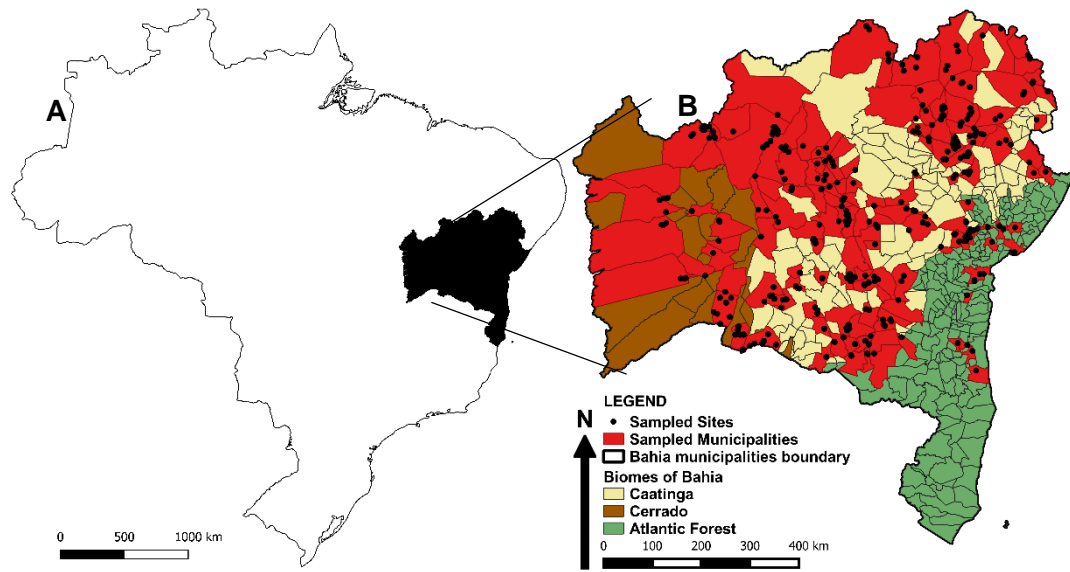 A
B
LEGEND
N
Sampled Sites
Sampled Municipalities
Bahia municipalities boundary
Biomes of Bahia
Caatinga
Cerrado
Atlantic Forest
0 500 1000 km
0 100 200 300 400 km